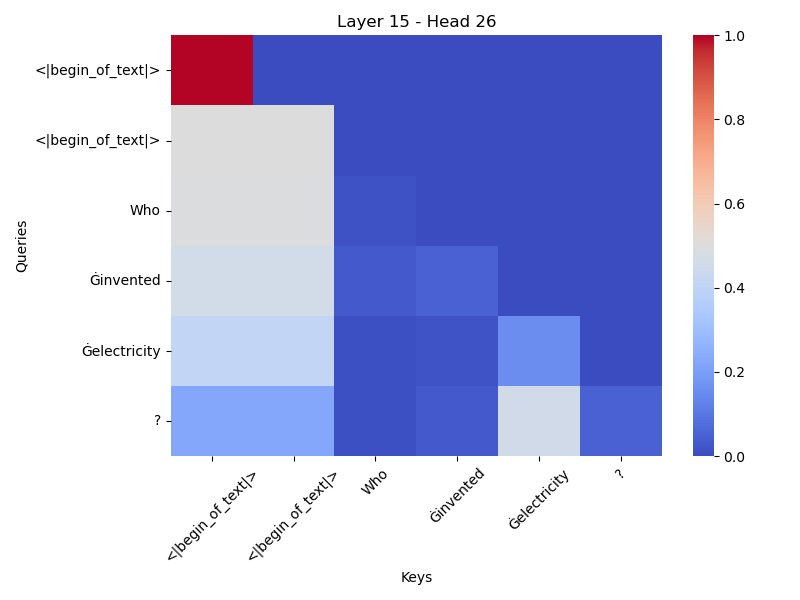 Layer 15 - Head 26
<|begin_of_text|>
<|begin_of_text|>
Who
Ġinvented
Ġelectricity
?
Queries
<|begin_of_text|>
<|begin_of_text|>
Who
Ġinvented
Ġelectricity
?
Keys
1.0
0.8
0.6
0.4
0.2
0.0